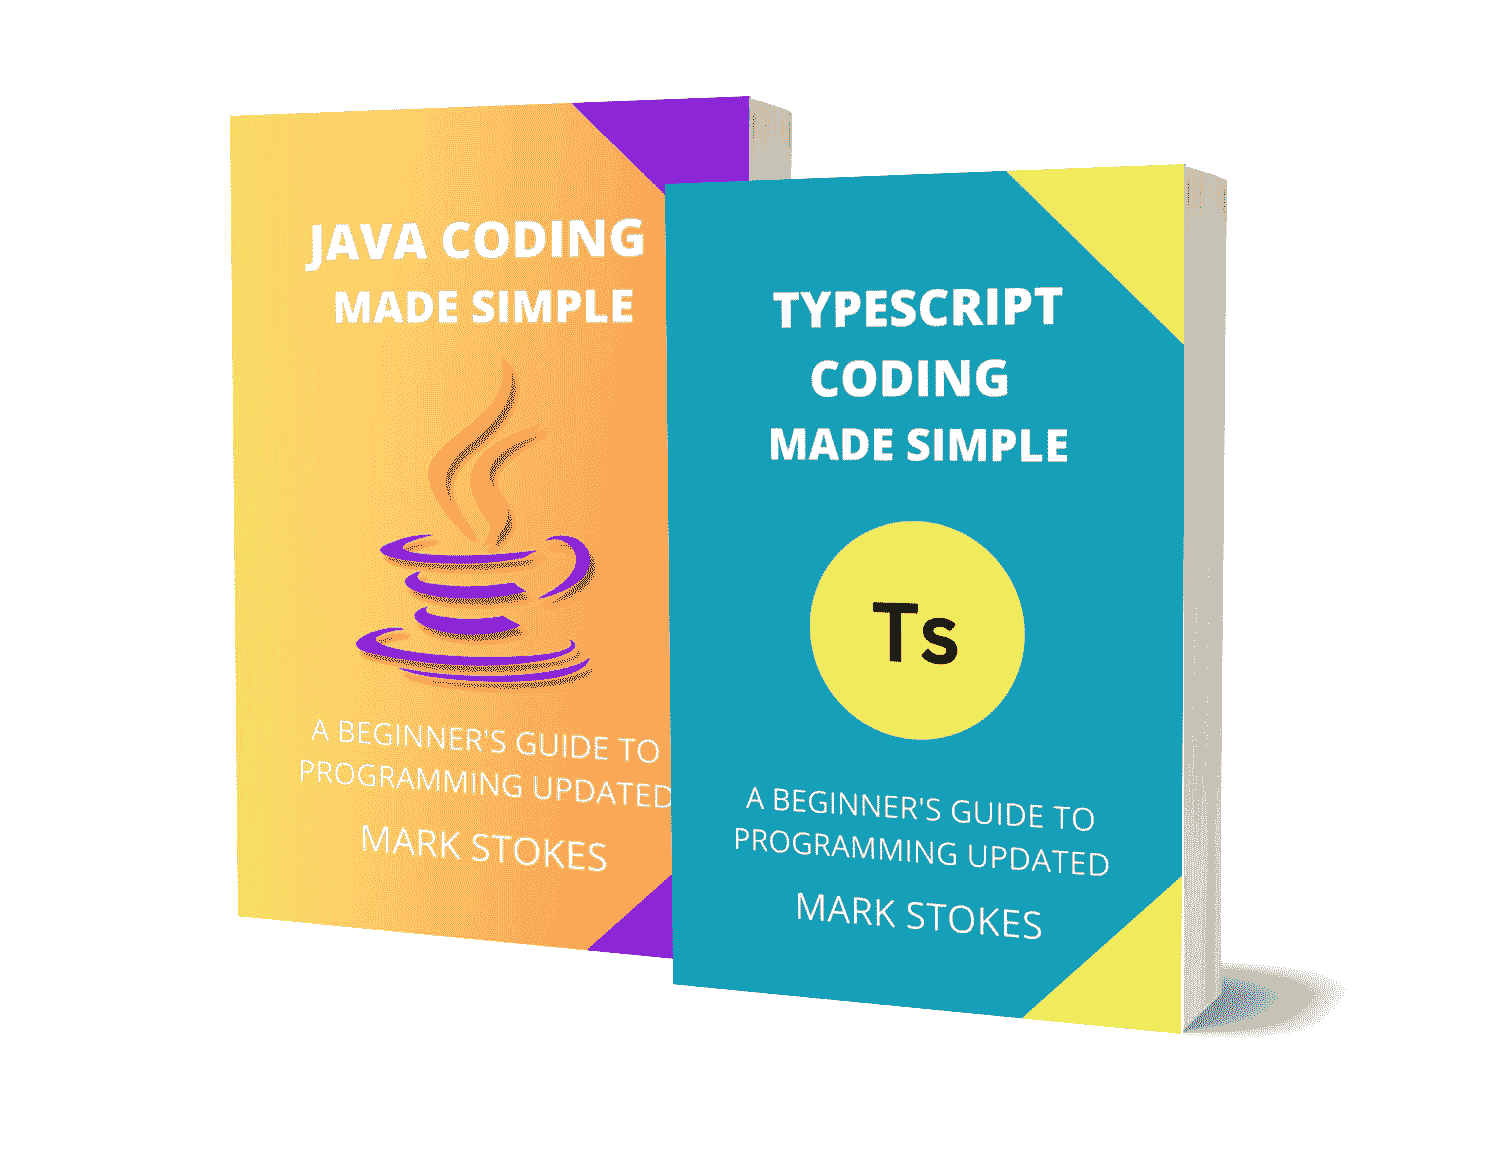 JAVA CODING
MADE SIMPLE
A BEGINNER'S GUIDE TO
PROGRAMMING UPDATED
MARK STOKES
TYPESCRIPT
CODING
MADE SIMPLE
Ts
A BEGINNER'S GUIDE TO
PROGRAMMING UPDATED
MARK STOKES